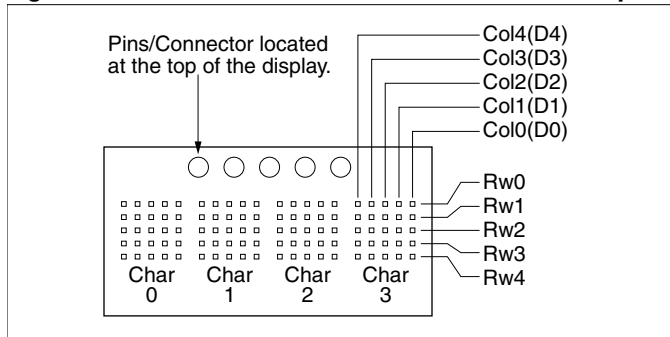 Pins/Connector located
at the top of the display.
Col4(D4)
Col3(D3)
Col2(D2)
Col1(D1)
Col0(D0)
Rw0
Rw1
Rw2
Rw3
Rw4
Char Char Char Char
0 1 2 3